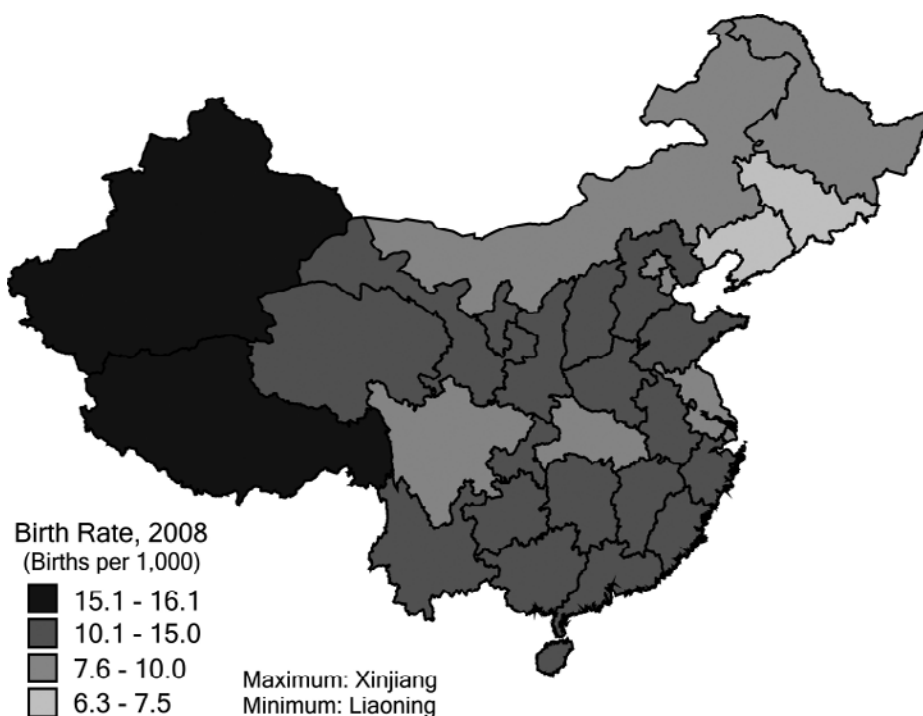 Birth Rate, 2008
(Births per 1,000)
15.1 - 16.1
10.1 - 15.0
7.6 - 10.0
6.3 - 7.5
Maximum: Xinjiang
Minimum: Liaoning